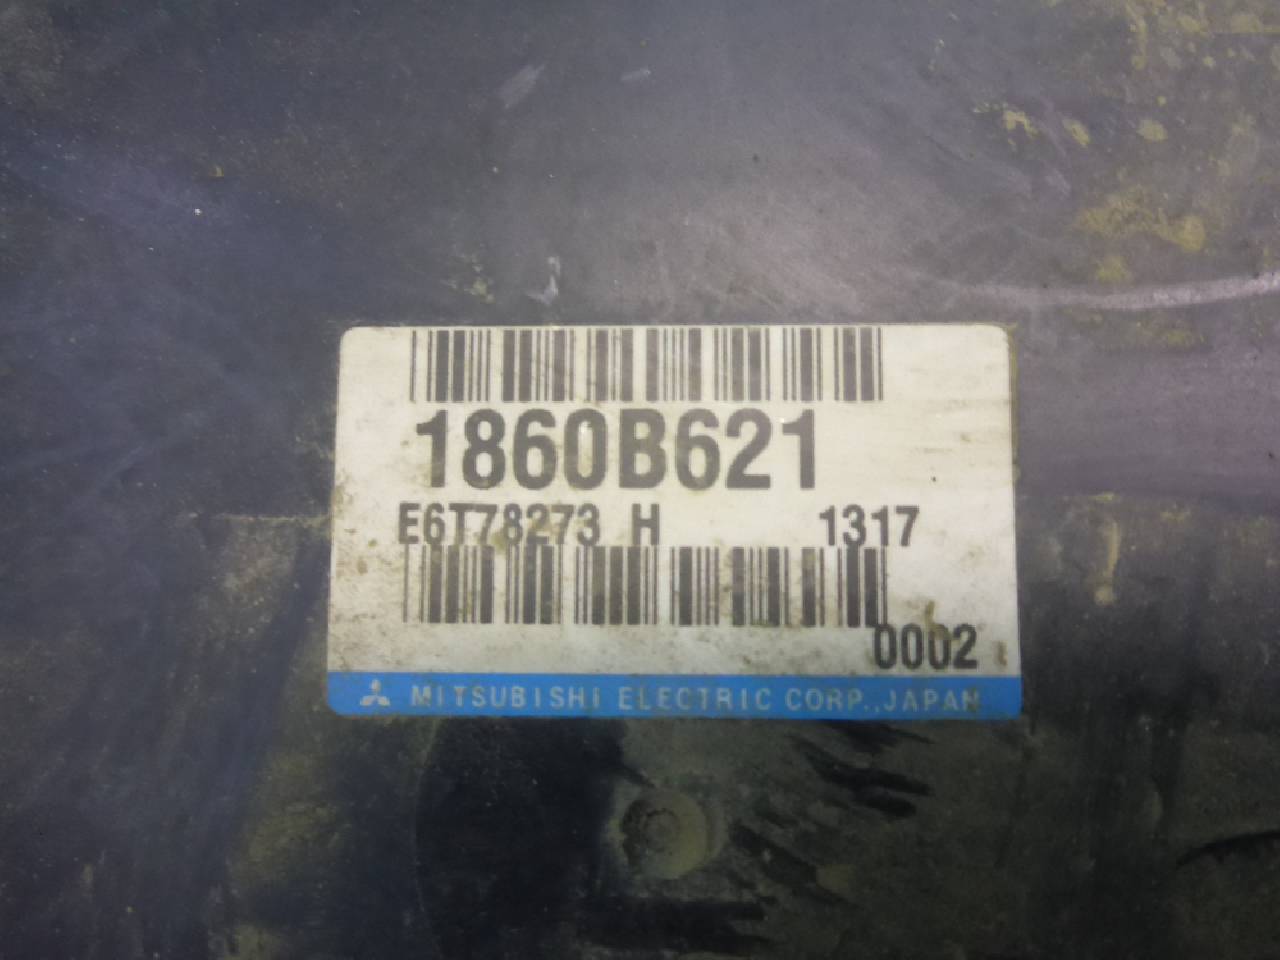 1860B621
E6T78273 H 1317
0002
MITSUBISHI ELECTRIC CORP.,JAPAN